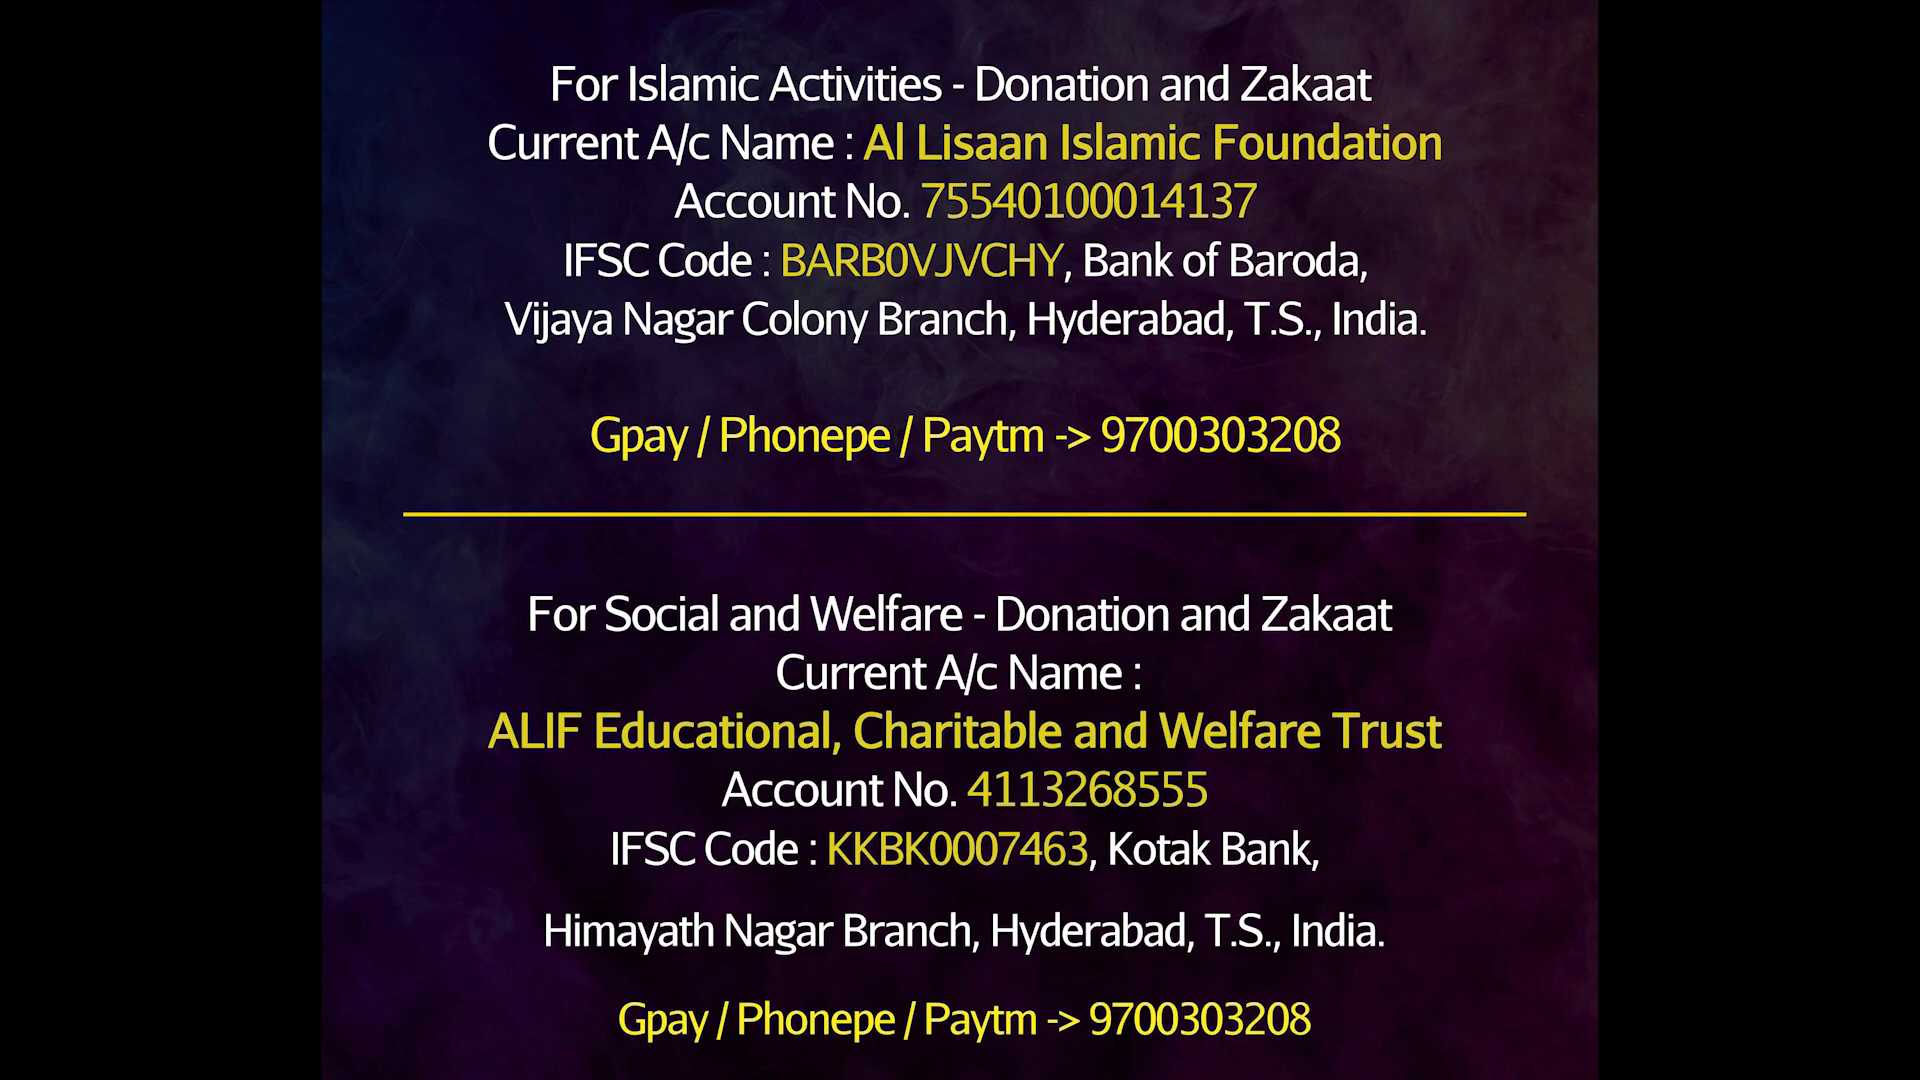 For Islamic Activities - Donation and Zakaat
Current A/c Name : Al Lisaan Islamic Foundation
Account No. 75540100014137
IFSC Code : BARB0VJVCHY, Bank of Baroda,
Vijaya Nagar Colony Branch, Hyderabad, T.S., India.
Gpay / Phonepe / Paytm -> 9700303208
For Social and Welfare - Donation and Zakaat
Current A/c Name :
ALIF Educational, Charitable and Welfare Trust
Account No. 4113268555
IFSC Code : KKBK0007463, Kotak Bank,
Himayath Nagar Branch, Hyderabad, T.S., India.
Gpay / Phonepe / Paytm -> 9700303208